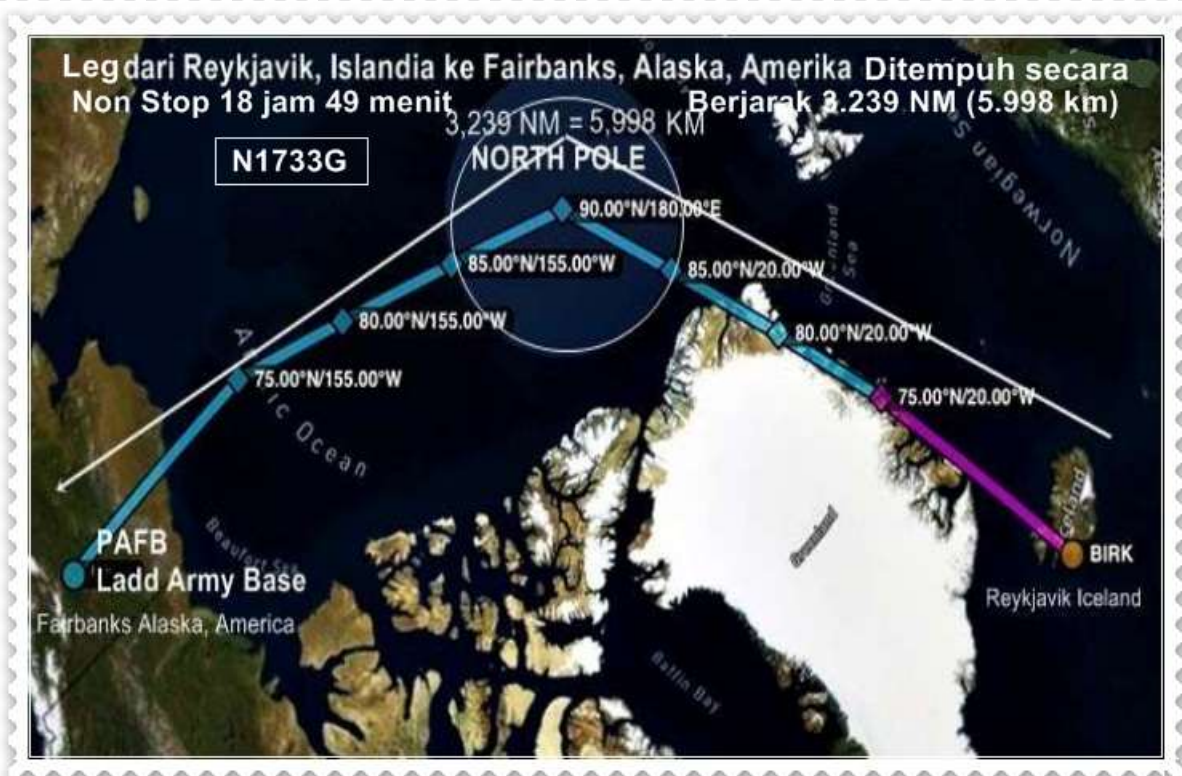 Leg dari Reykjavik, Islandia ke Fairbanks, Alaska, Amerika Ditempuh secara
Non Stop 18 jam 49 menit Berjarak 3.239 NM (5.998 km)
3,239 NM = 5,998 KM
N1733G
NORTH POLE
90.00°N/180.00°E
85.00°N/155.00°W
85.00°N/20.00°W
80.00°N/155.00°W
80.00°N/20.00°W
75.00°N/155.00°W
75.00°N/20.00°W
Norwegian Sea
Greenland
Sea
Arctic Ocean
Beaufort Sea
Greenland
Baffin Bay
Iceland
PAFB
Ladd Army Base
Fairbanks Alaska, America
BIRK
Reykjavik Iceland